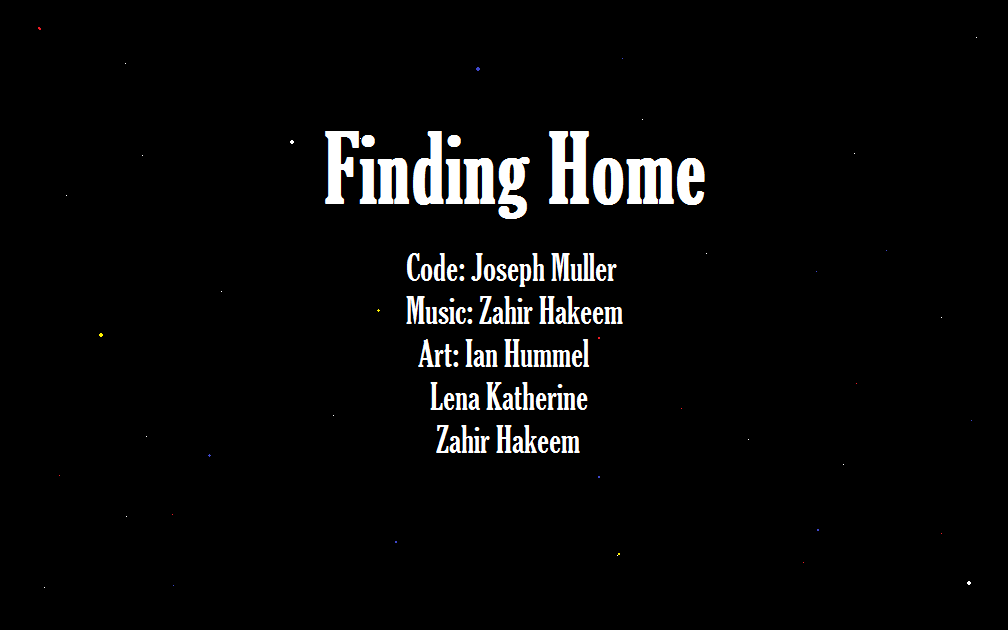 Finding Home
Code: Joseph Muller
Music: Zahir Hakeem
Art: Ian Hummel
Lena Katherine
Zahir Hakeem